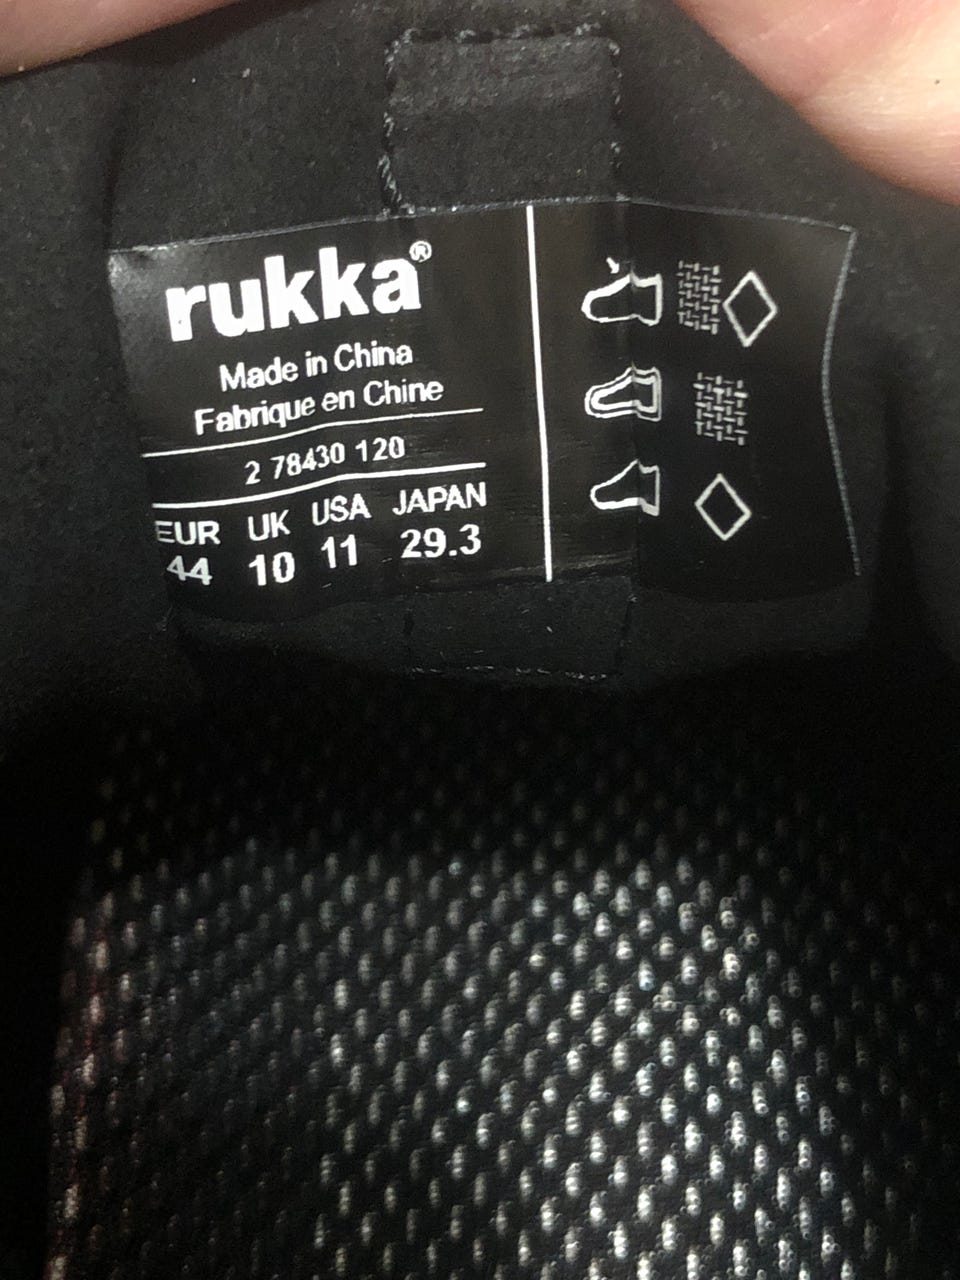 rukka®
Made in China
Fabrique en Chine
2 78430 120
EUR UK USA JAPAN
44 10 11 29.3